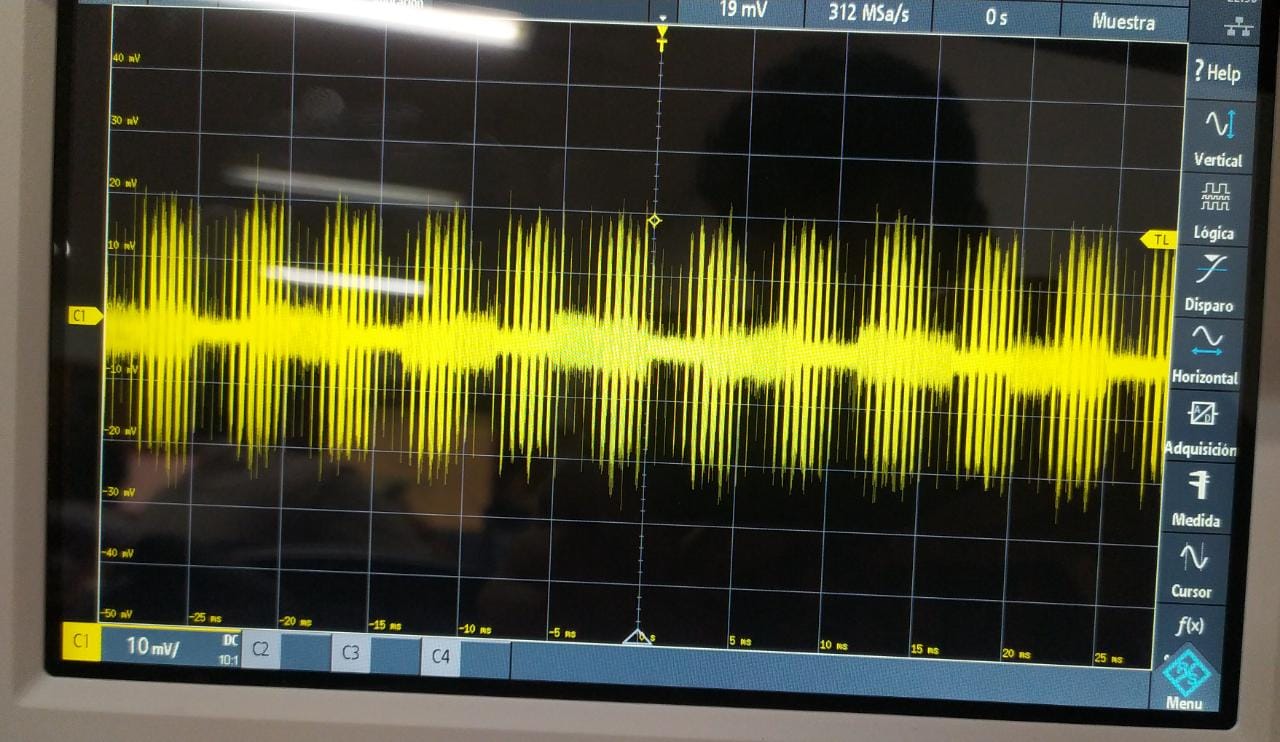 19 mV
312 MSa/s
0 s
Muestra
? Help
Vertical
Lógica
Disparo
Horizontal
Adquisición
Medida
Cursor
f(x)
Menu
T
TL
C1
40 mV
30 mV
20 mV
10 mV
-10 mV
-20 mV
-30 mV
-40 mV
-50 mV
-25 ms
-20 ms
-15 ms
-10 ms
-5 ms
0 s
5 ms
10 ms
15 ms
20 ms
25 ms
C1
10 mV/
DC
10:1
C2
C3
C4